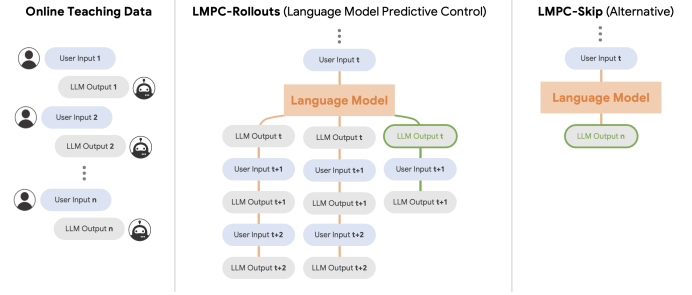 Online Teaching Data
User Input 1
LLM Output 1
User Input 2
LLM Output 2
User Input n
LLM Output n
LMPC-Rollouts (Language Model Predictive Control)
User Input t
Language Model
LLM Output t
LLM Output t
LLM Output t
User Input t+1
User Input t+1
User Input t+1
LLM Output t+1
LLM Output t+1
LLM Output t+1
User Input t+2
User Input t+2
LLM Output t+2
LLM Output t+2
LMPC-Skip (Alternative)
User Input t
Language Model
LLM Output n